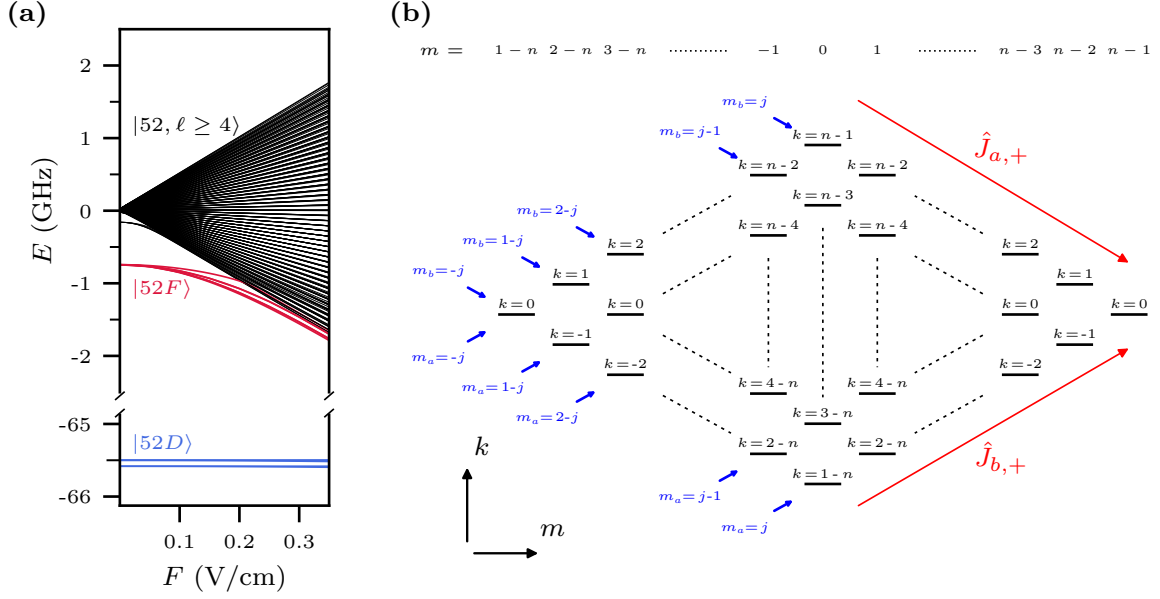 (a)
2
1
0
-1
-2
-65
-66
E (GHz)
|52, ℓ ≥ 4⟩
|52F⟩
|52D⟩
0.1 0.2 0.3
F (V/cm)
(b)
m = 1 - n 2 - n 3 - n ........... -1 0 1 ........... n - 3 n - 2 n - 1
m_b = j
k = n - 1
m_b = j-1
k = n - 2 k = n - 2
k = n - 3
k = n - 4 k = n - 4
Ĵ_{a,+}
m_b = 2-j
k = 2 k = 2
m_b = 1-j
k = 1 k = 1
m_b = -j
k = 0 k = 0 k = 0 k = 0
m_a = -j
k = -1 k = -1
m_a = 1-j
k = -2 k = -2
m_a = 2-j
k = 4 - n k = 4 - n
k = 3 - n
k = 2 - n k = 2 - n
m_a = j-1
k = 1 - n
m_a = j
Ĵ_{b,+}
k
m